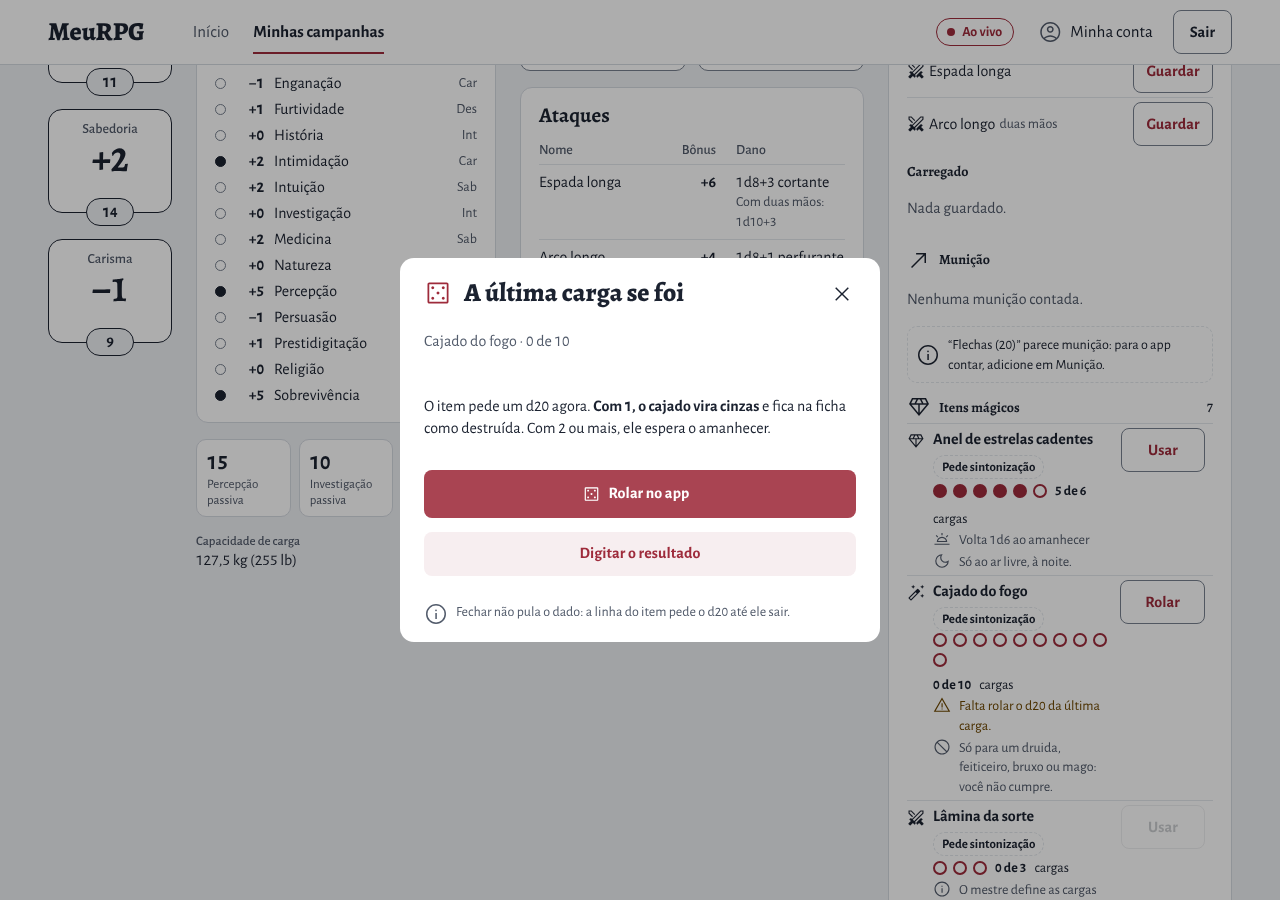 MeuRPG
Início
Minhas campanhas
Ao vivo
Minha conta
Sair
11
Sabedoria
+2
14
Carisma
−1
9
−1 Enganação Car
+1 Furtividade Des
+0 História Int
+2 Intimidação Car
+2 Intuição Sab
+0 Investigação Int
+2 Medicina Sab
+0 Natureza
+5 Percepção
−1 Persuasão
+1 Prestidigitação
+0 Religião
+5 Sobrevivência
15
Percepção
passiva
10
Investigação
passiva
Capacidade de carga
127,5 kg (255 lb)
Ataques
Nome Bônus Dano
Espada longa +6 1d8+3 cortante
Com duas mãos:
1d10+3
Arco longo +4 1d8+1 perfurante
A última carga se foi
Cajado do fogo · 0 de 10
O item pede um d20 agora. Com 1, o cajado vira cinzas e fica na ficha
como destruída. Com 2 ou mais, ele espera o amanhecer.
Rolar no app
Digitar o resultado
Fechar não pula o dado: a linha do item pede o d20 até ele sair.
Espada longa Guardar
Arco longo duas mãos Guardar
Carregado
Nada guardado.
Munição
Nenhuma munição contada.
“Flechas (20)” parece munição: para o app
contar, adicione em Munição.
Itens mágicos 7
Anel de estrelas cadentes Usar
Pede sintonização
5 de 6
cargas
Volta 1d6 ao amanhecer
Só ao ar livre, à noite.
Cajado do fogo Rolar
Pede sintonização
0 de 10 cargas
Falta rolar o d20 da última
carga.
Só para um druida,
feiticeiro, bruxo ou mago:
você não cumpre.
Lâmina da sorte Usar
Pede sintonização
0 de 3 cargas
O mestre define as cargas